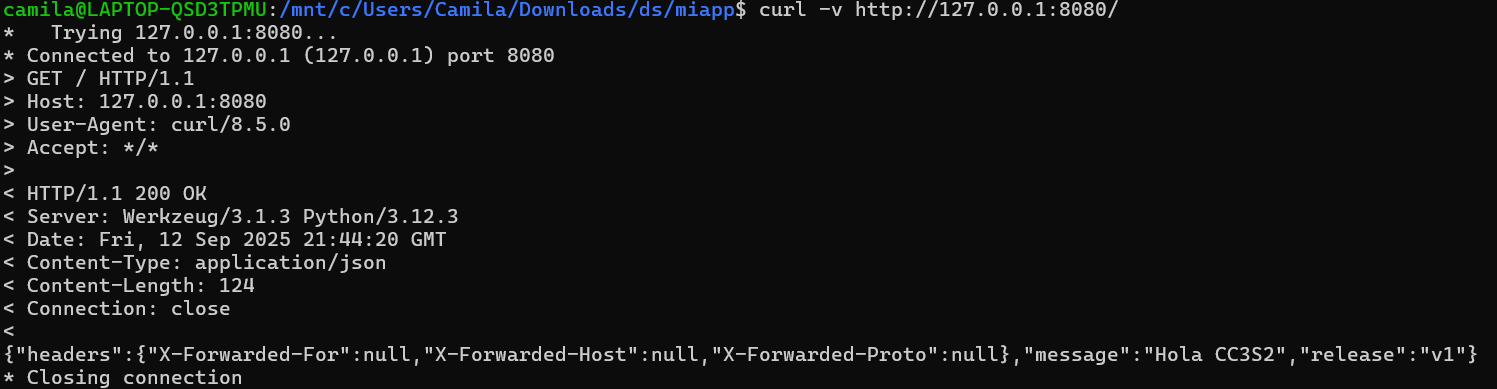 camila@LAPTOP-QSD3TPMU:/mnt/c/Users/Camila/Downloads/ds/miapp$ curl -v http://127.0.0.1:8080/
*   Trying 127.0.0.1:8080...
* Connected to 127.0.0.1 (127.0.0.1) port 8080
> GET / HTTP/1.1
> Host: 127.0.0.1:8080
> User-Agent: curl/8.5.0
> Accept: */*
>
< HTTP/1.1 200 OK
< Server: Werkzeug/3.1.3 Python/3.12.3
< Date: Fri, 12 Sep 2025 21:44:20 GMT
< Content-Type: application/json
< Content-Length: 124
< Connection: close
<
{"headers":{"X-Forwarded-For":null,"X-Forwarded-Host":null,"X-Forwarded-Proto":null},"message":"Hola CC3S2","release":"v1"}
* Closing connection